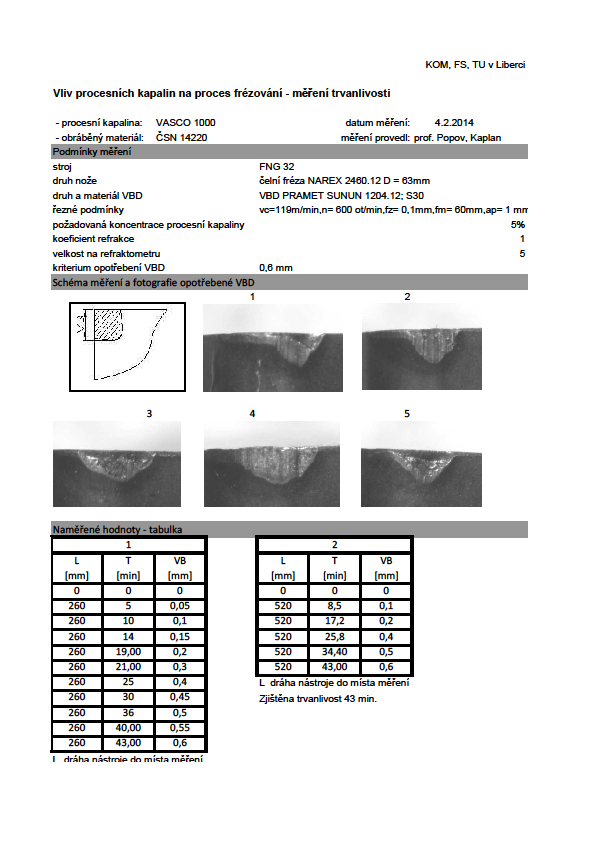 KOM, FS, TU v Liberci
Vliv procesních kapalin na proces frézování - měření trvanlivosti
- procesní kapalina: VASCO 1000 datum měření: 4.2.2014
- obráběný materiál: ČSN 14220 měření provedl: prof. Popov, Kaplan
Podmínky měření
stroj FNG 32
druh nože čelní fréza NAREX 2460.12 D = 63mm
druh a materiál VBD VBD PRAMET SUNUN 1204.12; S30
řezné podmínky vc=119m/min,n= 600 ot/min,fz= 0,1mm,fm= 60mm,ap= 1 mm
požadovaná koncentrace procesní kapaliny 5%
koeficient refrakce 1
velkost na refraktometru 5
kriterium opotřebení VBD 0,6 mm
Schéma měření a fotografie opotřebené VBD
1 2
3 4 5
Naměřené hodnoty - tabulka
1 2
L T VB L T VB
[mm] [min] [mm] [mm] [min] [mm]
0 0 0 0 0 0
260 5 0,05 520 8,5 0,1
260 10 0,1 520 17,2 0,2
260 14 0,15 520 25,8 0,4
260 19,00 0,2 520 34,40 0,5
260 21,00 0,3 520 43,00 0,6
260 25 0,4 L dráha nástroje do místa měření
260 30 0,45 Zjištěna trvanlivost 43 min.
260 36 0,5
260 40,00 0,55
260 43,00 0,6
L dráha nástroje do místa měření